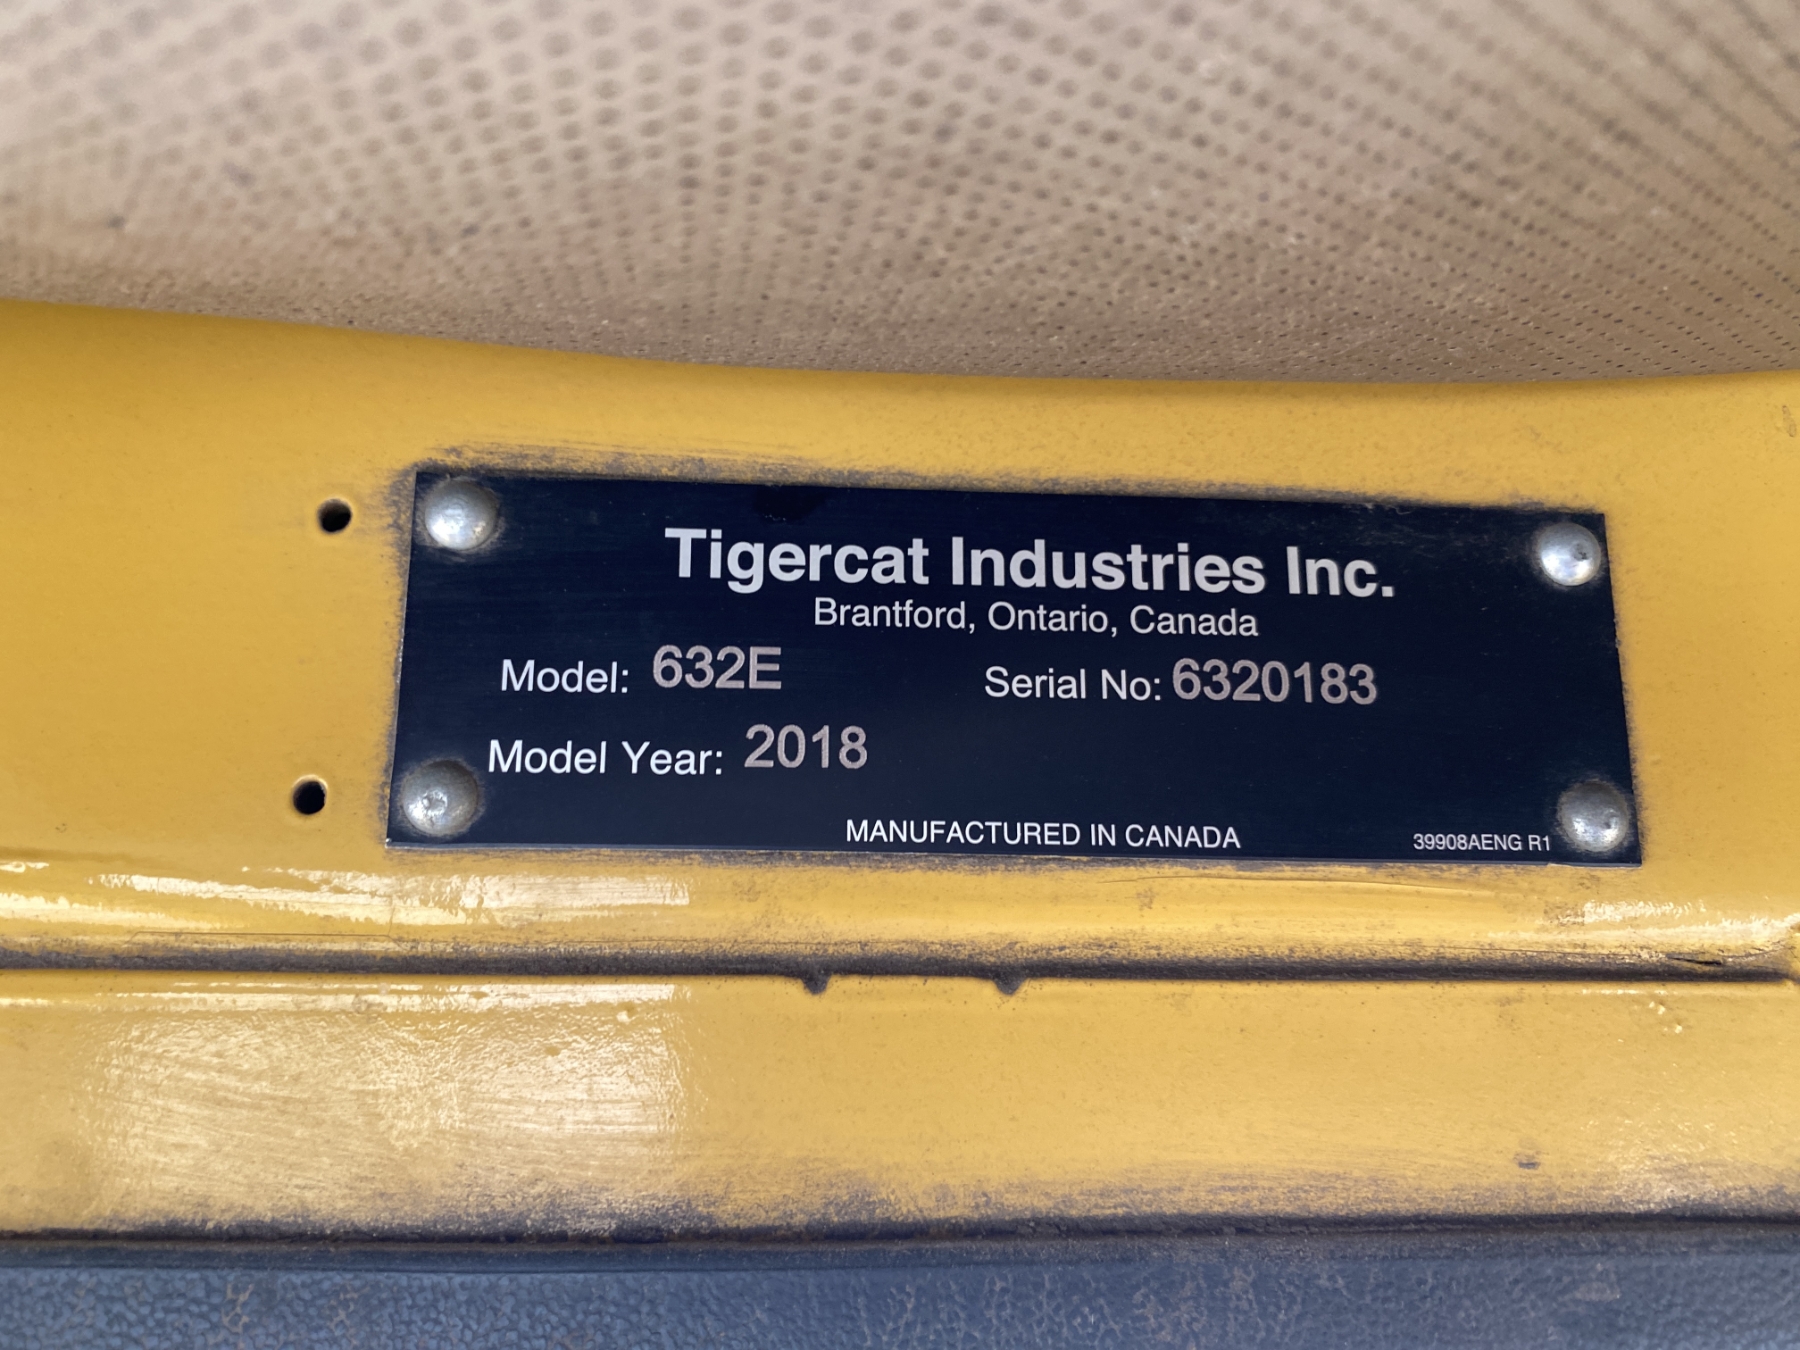 Tigercat Industries Inc.
Brantford, Ontario, Canada
Model: 632E Serial No: 6320183
Model Year: 2018
MANUFACTURED IN CANADA 39908AENG R1